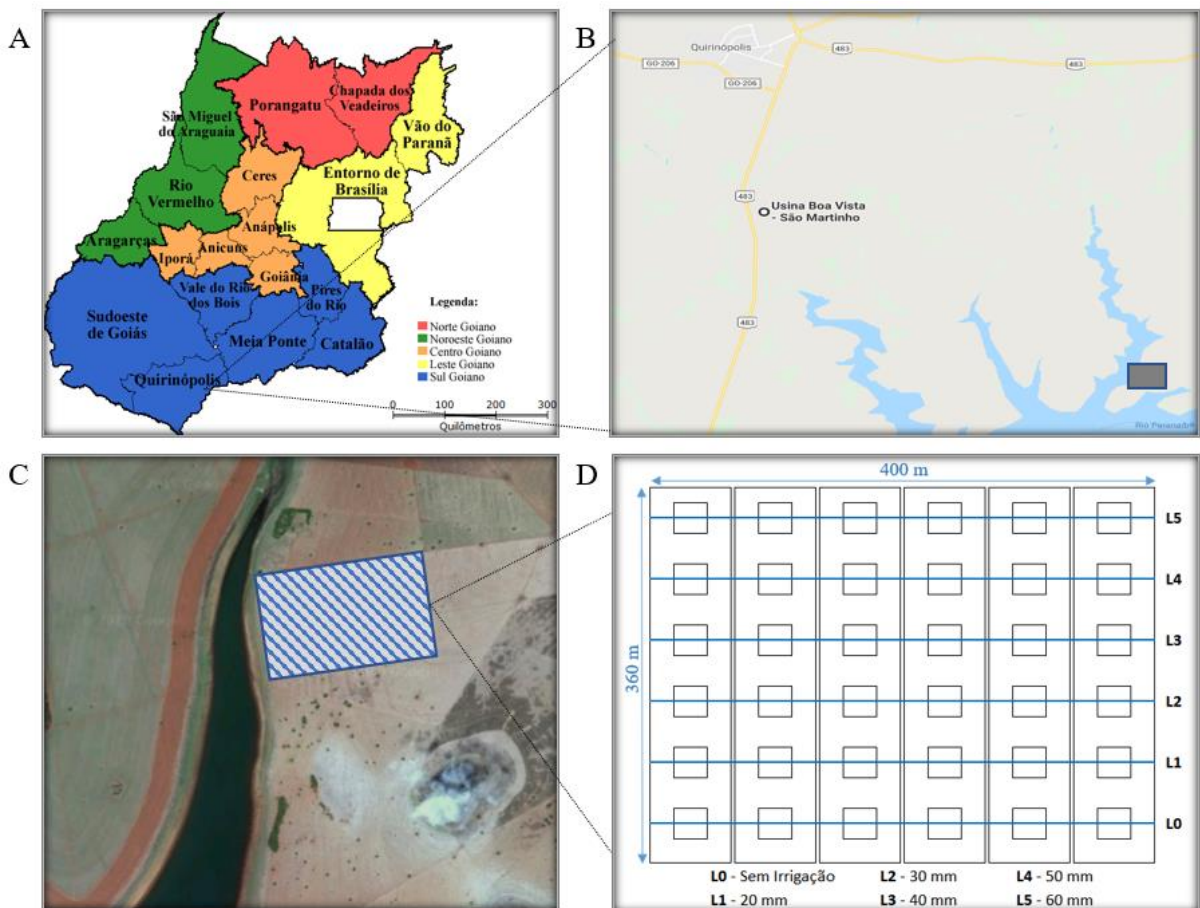 A
Porangatu
Chapada dos
Veadeiros
São Miguel
do Araguaia
Vão do
Paranã
Ceres
Entorno de
Brasília
Rio
Vermelho
Anápolis
Aragarças
Iporá
Anicuns
Goiânia
Vale do Rio
dos Bois
Pires
do Rio
Sudoeste
de Goiás
Meia Ponte
Catalão
Quirinópolis
Legenda:
Norte Goiano
Noroeste Goiano
Centro Goiano
Leste Goiano
Sul Goiano
0 100 200 300
Quilômetros
B
Quirinópolis
483
483
GO-206
GO-206
483
Usina Boa Vista
- São Martinho
483
C
D
400 m
360 m
L5
L4
L3
L2
L1
L0
L0 - Sem Irrigação L2 - 30 mm L4 - 50 mm
L1 - 20 mm L3 - 40 mm L5 - 60 mm